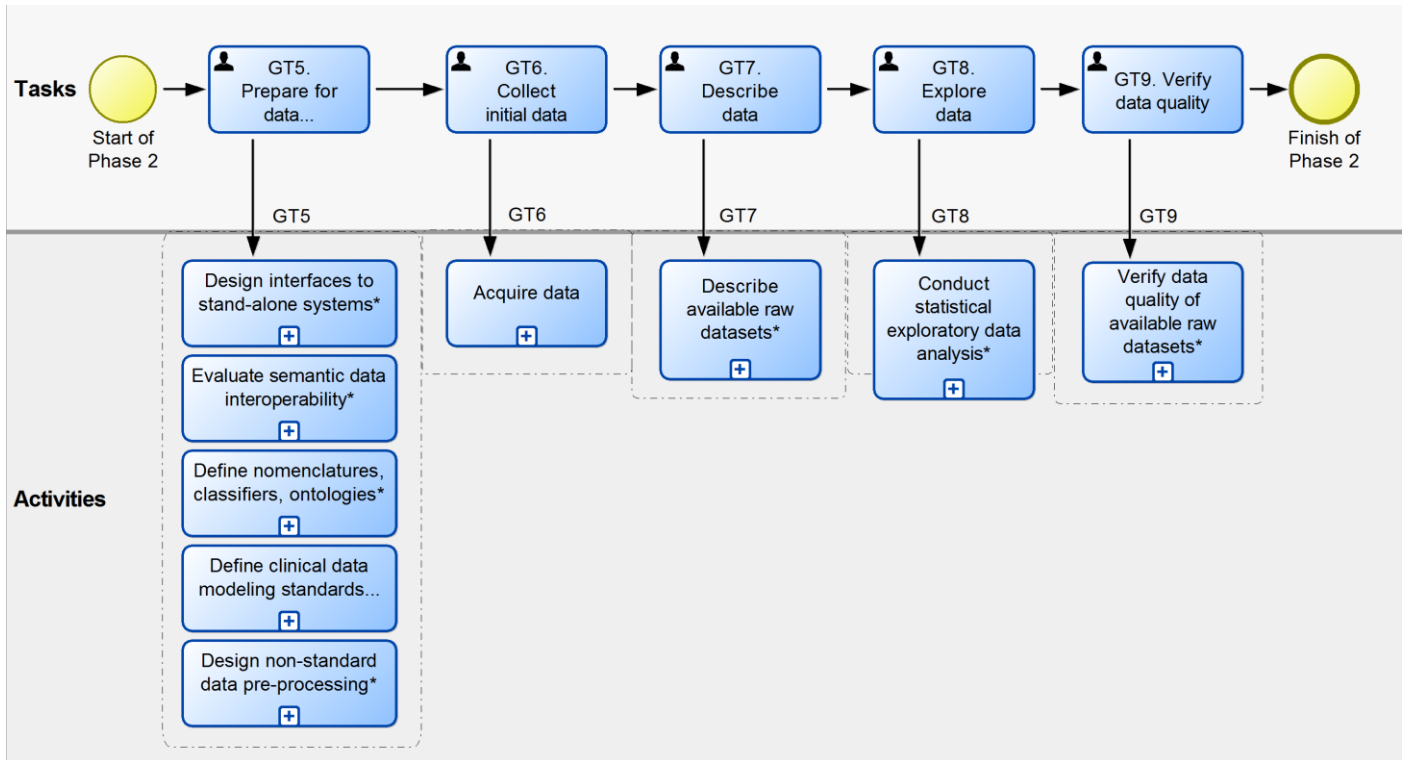 Tasks
Start of
Phase 2
GT5.
Prepare for
data...
GT6.
Collect
initial data
GT7.
Describe
data
GT8.
Explore
data
GT9. Verify
data quality
Finish of
Phase 2
GT5
GT6
GT7
GT8
GT9
Activities
Design interfaces to
stand-alone systems*
Evaluate semantic data
interoperability*
Define nomenclatures,
classifiers, ontologies*
Define clinical data
modeling standards...
Design non-standard
data pre-processing*
Acquire data
Describe
available raw
datasets*
Conduct
statistical
exploratory data
analysis*
Verify data
quality of
available raw
datasets*